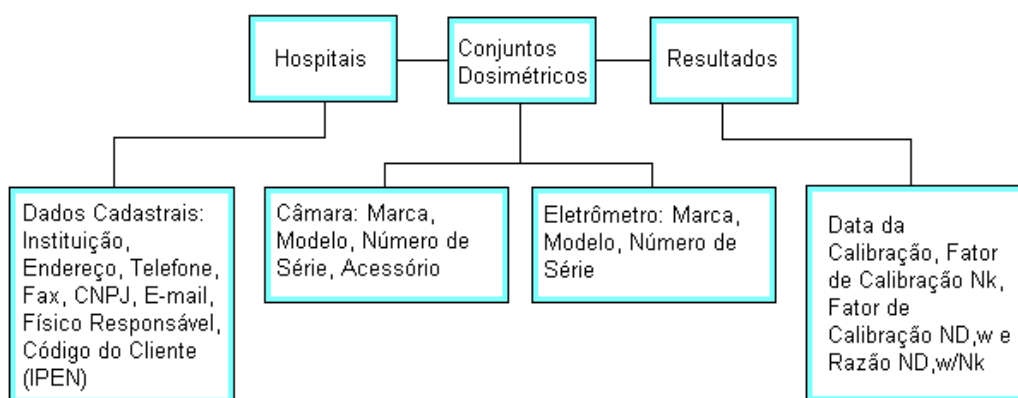 Hospitais
Conjuntos
Dosimétricos
Resultados
Dados Cadastrais:
Instituição,
Endereço, Telefone,
Fax, CNPJ, E-mail,
Físico Responsável,
Código do Cliente
(IPEN)
Câmara: Marca,
Modelo, Número de
Série, Acessório
Eletrômetro: Marca,
Modelo, Número de
Série
Data da
Calibração, Fator
de Calibração Nk,
Fator de
Calibração ND,w e
Razão ND,w/Nk